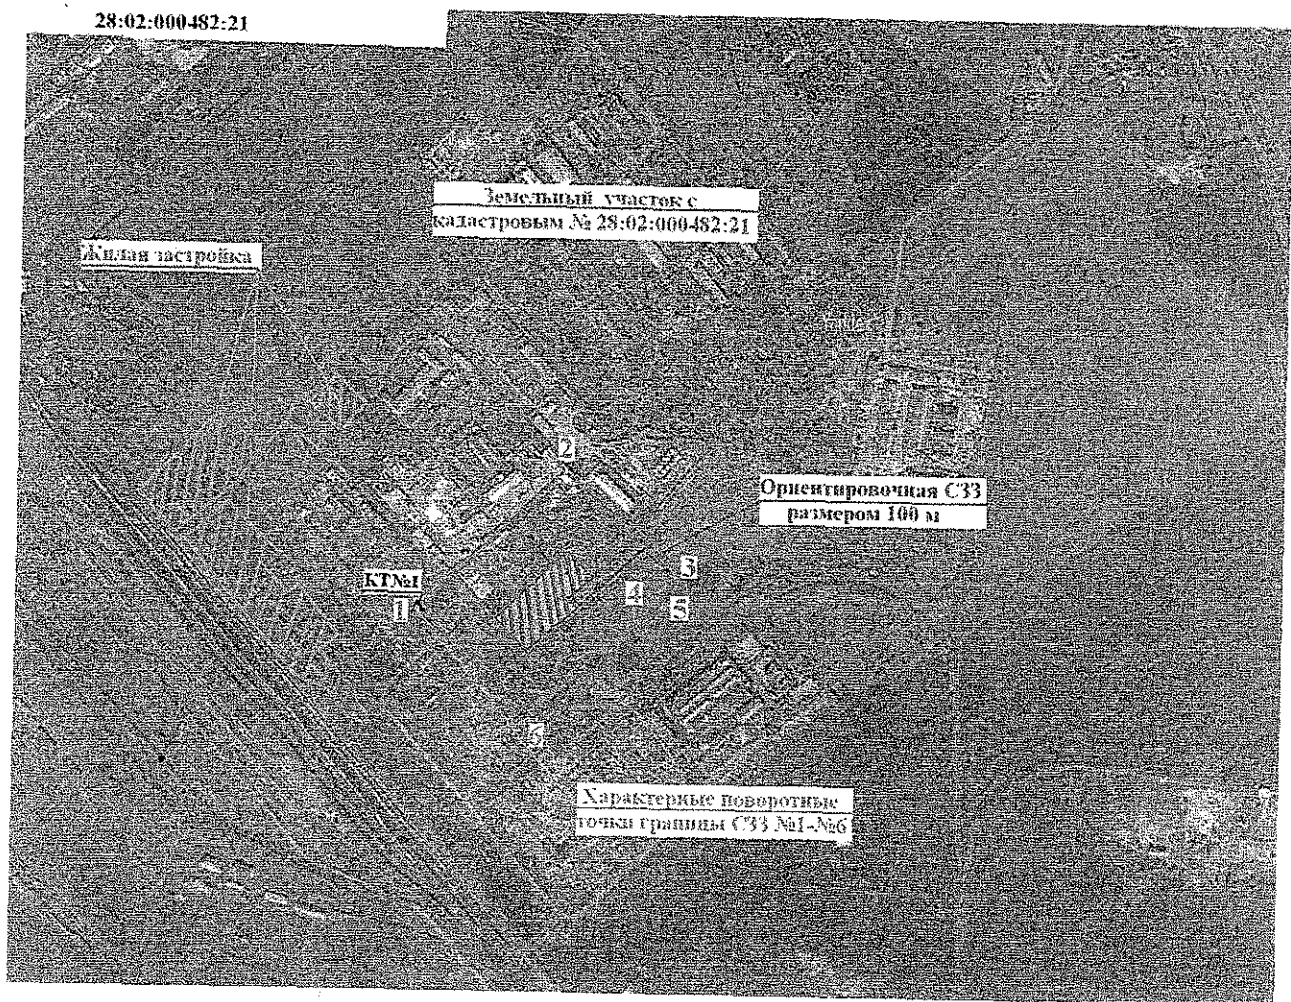 28:02:000482:21
Земельный участок с
кадастровым № 28:02:000482:21
Жилая застройка
2
Ориентировочная СЗЗ
размером 100 м
КТ№1
1
3
4
5
Характерные поворотные
точки границы СЗЗ №1-№6